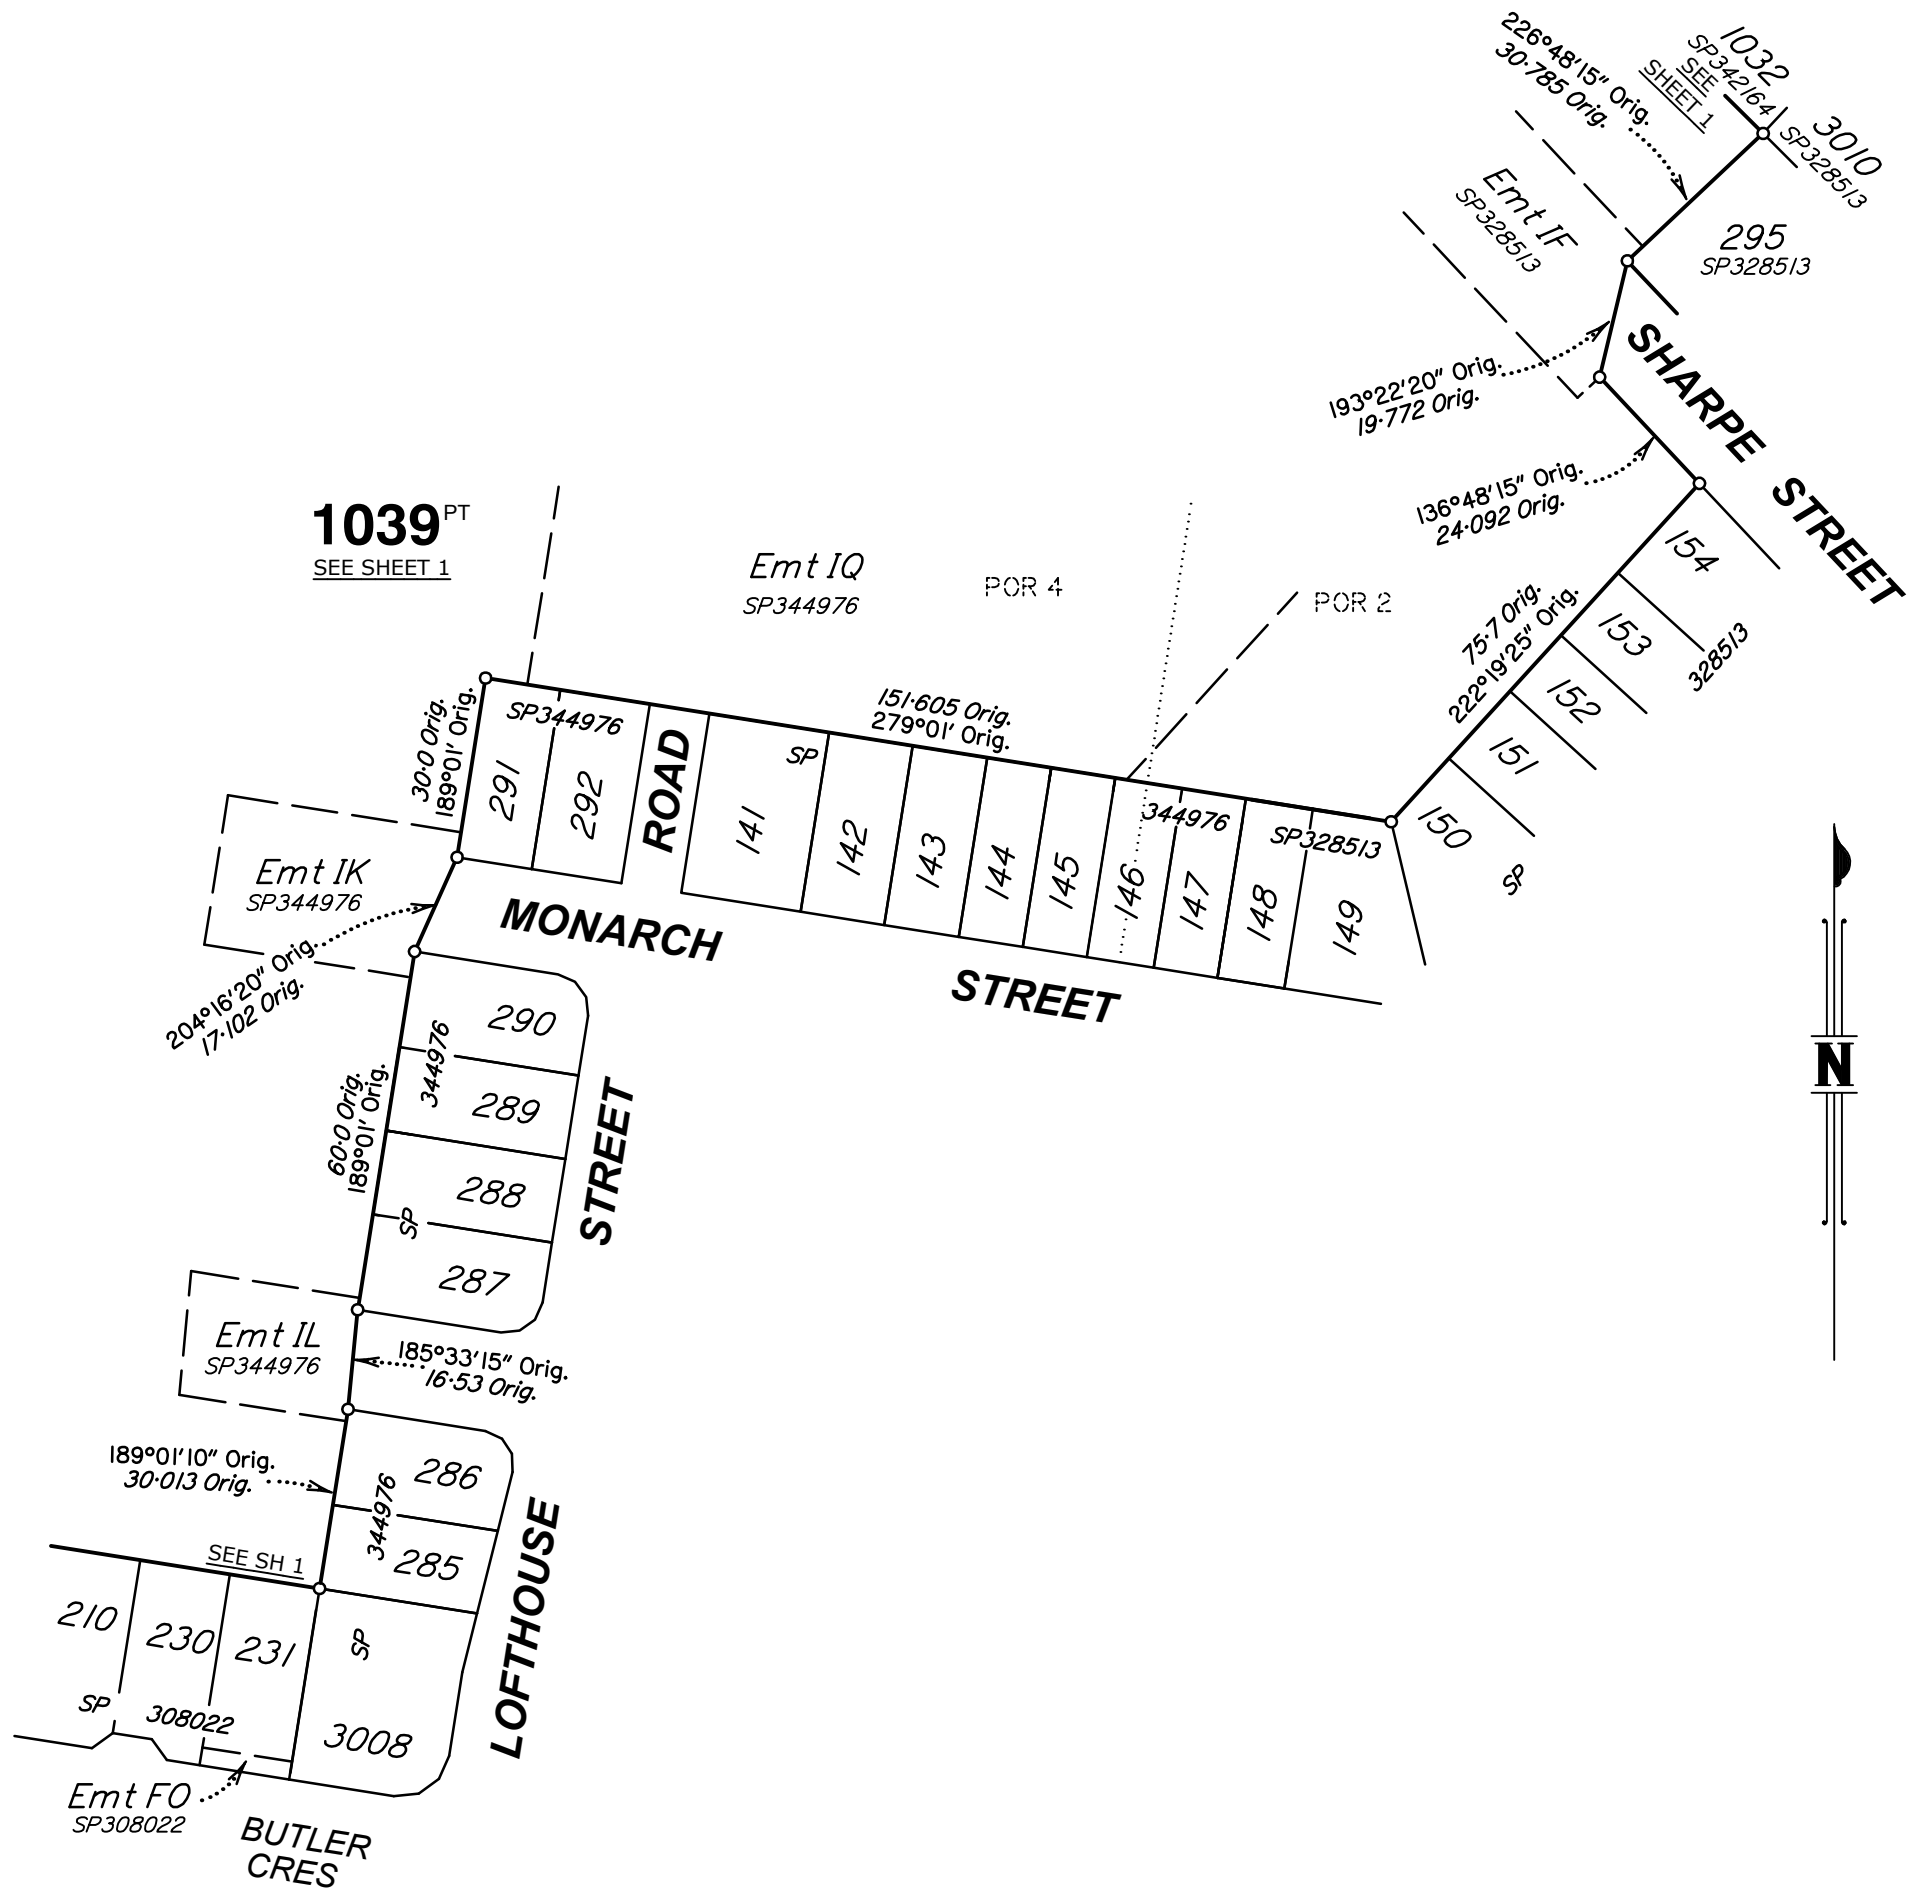 226°48'15" Orig.
30·785 Orig.
1032
SP342164
SEE
SHEET 1
3010
SP328513
Emt IF
SP328513
295
SP328513
SHARPE STREET
193°22'20" Orig.
19·772 Orig.
136°48'15" Orig.
24·092 Orig.
1039 PT
SEE SHEET 1
Emt IQ
SP344976
POR 4
POR 2
154
153
152
151
150
SP
328513
75·7 Orig.
222°19'25" Orig.
151·605 Orig.
279°01' Orig.
30·0 Orig.
189°01' Orig.
SP344976
291
292
ROAD
SP
344976
SP328513
141
142
143
144
145
146
147
148
149
Emt IK
SP344976
MONARCH
STREET
204°16'20" Orig.
17·102 Orig.
290
289
288
287
SP
344976
STREET
60·0 Orig.
189°01' Orig.
Emt IL
SP344976
185°33'15" Orig.
16·53 Orig.
189°01'10" Orig.
30·013 Orig.
286
285
SP
344976
LOFTHOUSE
SEE SH 1
210
230
231
SP
308022
3008
Emt FO
SP308022
BUTLER
CRES
N